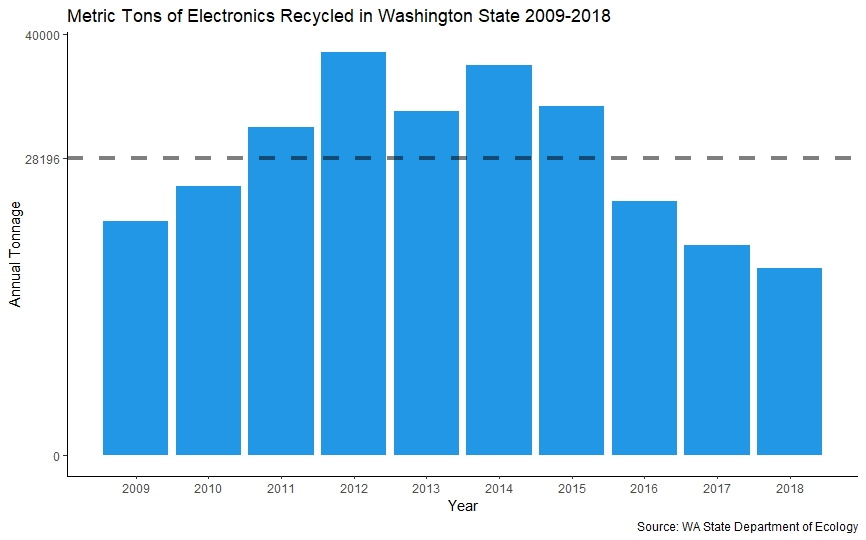 Metric Tons of Electronics Recycled in Washington State 2009-2018
40000
28196
0
Annual Tonnage
2009 2010 2011 2012 2013 2014 2015 2016 2017 2018
Year
Source: WA State Department of Ecology